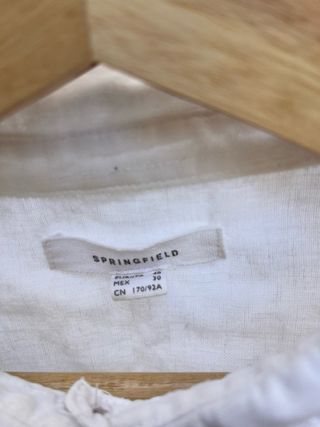 SPRINGFIELD
MEX 30
CN 170/92A